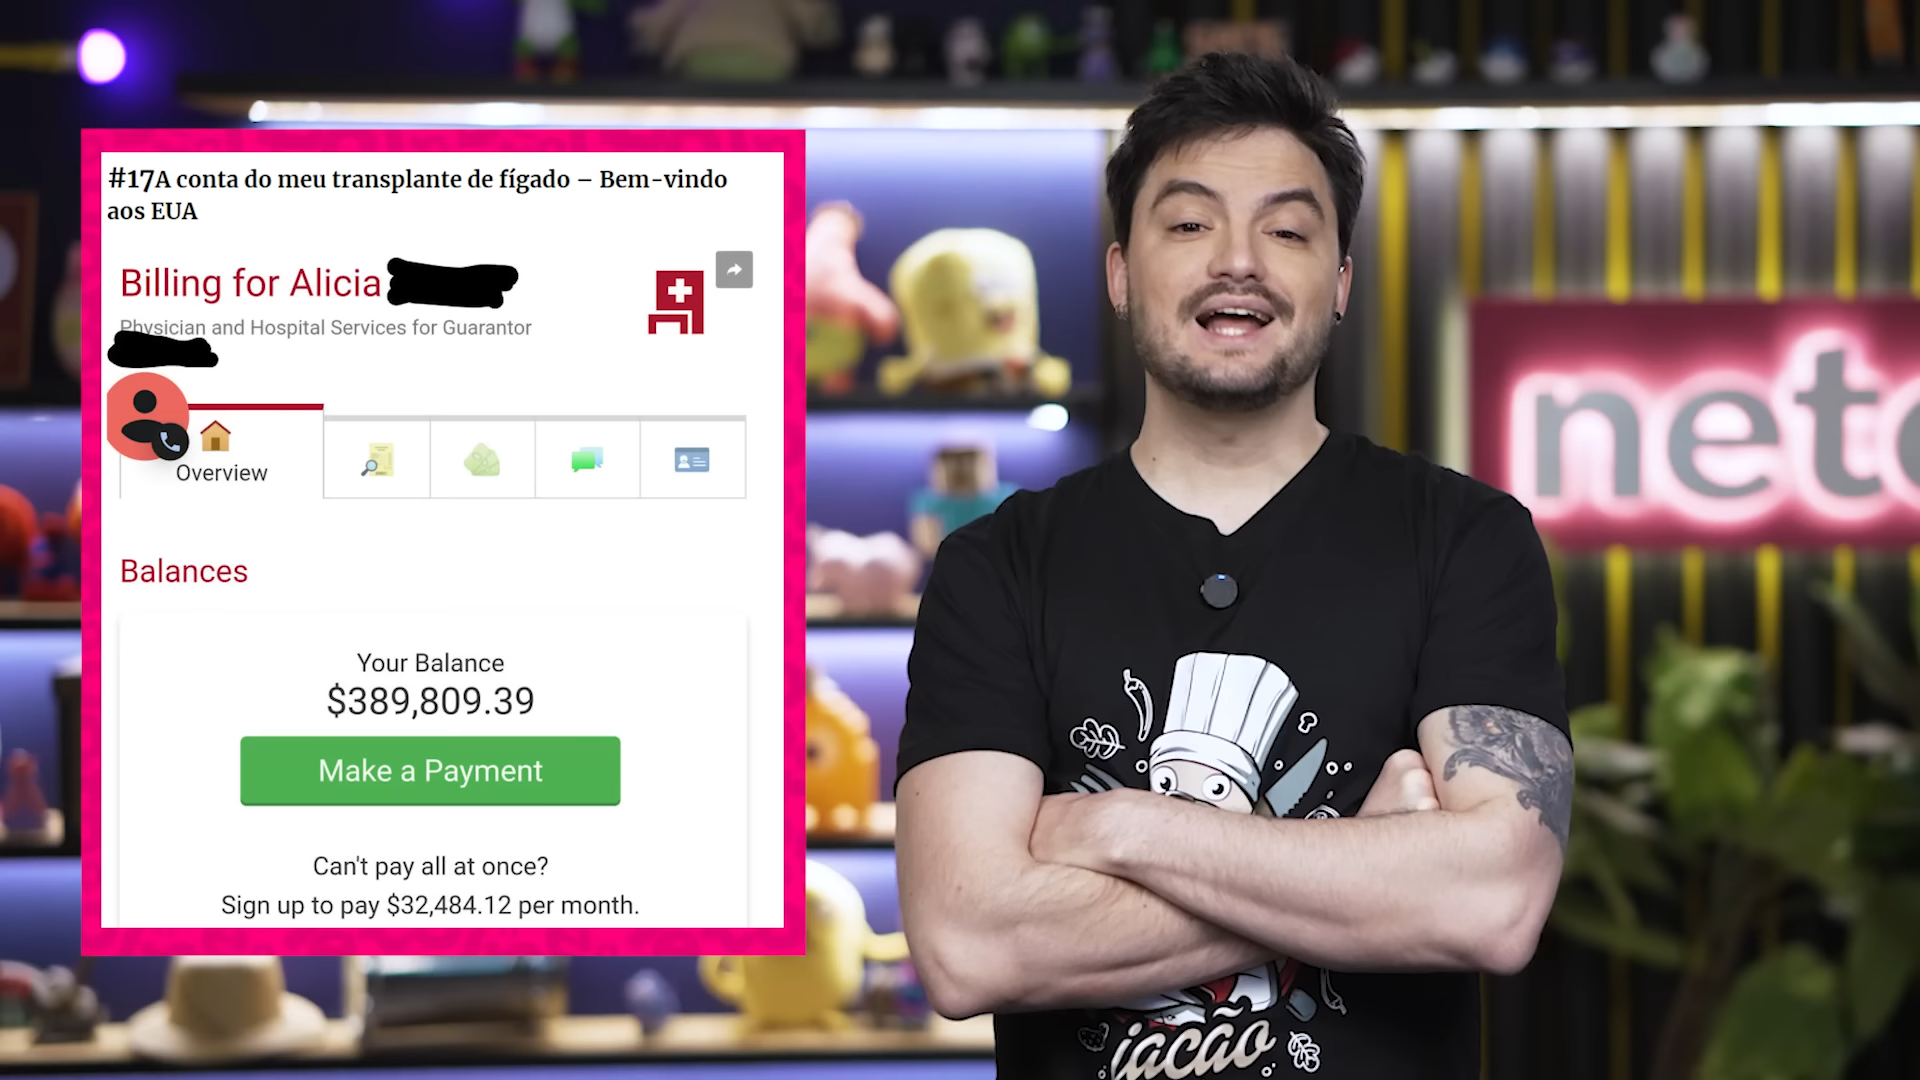 #17A conta do meu transplante de fígado – Bem-vindo
aos EUA
Billing for Alicia
Physician and Hospital Services for Guarantor
Overview
Balances
Your Balance
$389,809.39
Make a Payment
Can't pay all at once?
Sign up to pay $32,484.12 per month.
neto
jacão